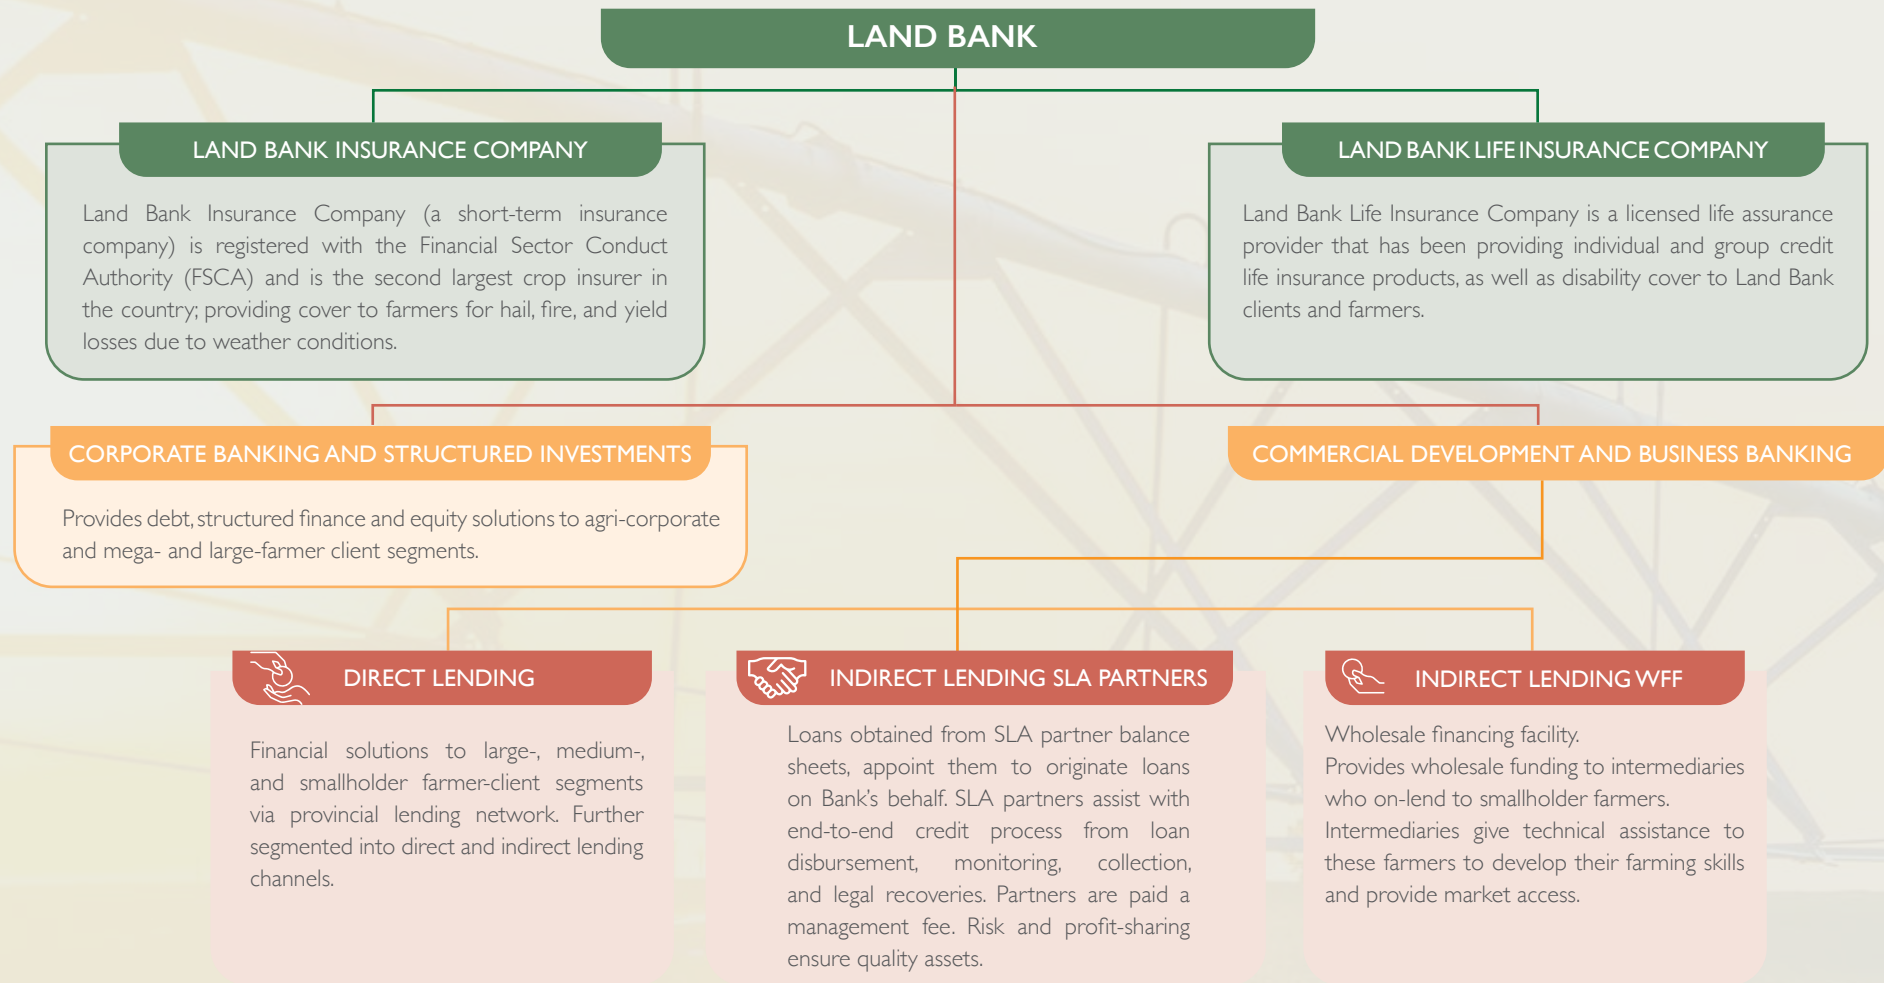 LAND BANK
LAND BANK INSURANCE COMPANY
Land Bank Insurance Company (a short-term insurance
company) is registered with the Financial Sector Conduct
Authority (FSCA) and is the second largest crop insurer in
the country; providing cover to farmers for hail, fire, and yield
losses due to weather conditions.
LAND BANK LIFE INSURANCE COMPANY
Land Bank Life Insurance Company is a licensed life assurance
provider that has been providing individual and group credit
life insurance products, as well as disability cover to Land Bank
clients and farmers.
CORPORATE BANKING AND STRUCTURED INVESTMENTS
Provides debt, structured finance and equity solutions to agri-corporate
and mega- and large-farmer client segments.
COMMERCIAL DEVELOPMENT AND BUSINESS BANKING
DIRECT LENDING
Financial solutions to large-, medium-,
and smallholder farmer-client segments
via provincial lending network. Further
segmented into direct and indirect lending
channels.
INDIRECT LENDING SLA PARTNERS
Loans obtained from SLA partner balance
sheets, appoint them to originate loans
on Bank’s behalf. SLA partners assist with
end-to-end credit process from loan
disbursement, monitoring, collection,
and legal recoveries. Partners are paid a
management fee. Risk and profit-sharing
ensure quality assets.
INDIRECT LENDING WFF
Wholesale financing facility.
Provides wholesale funding to intermediaries
who on-lend to smallholder farmers.
Intermediaries give technical assistance to
these farmers to develop their farming skills
and provide market access.